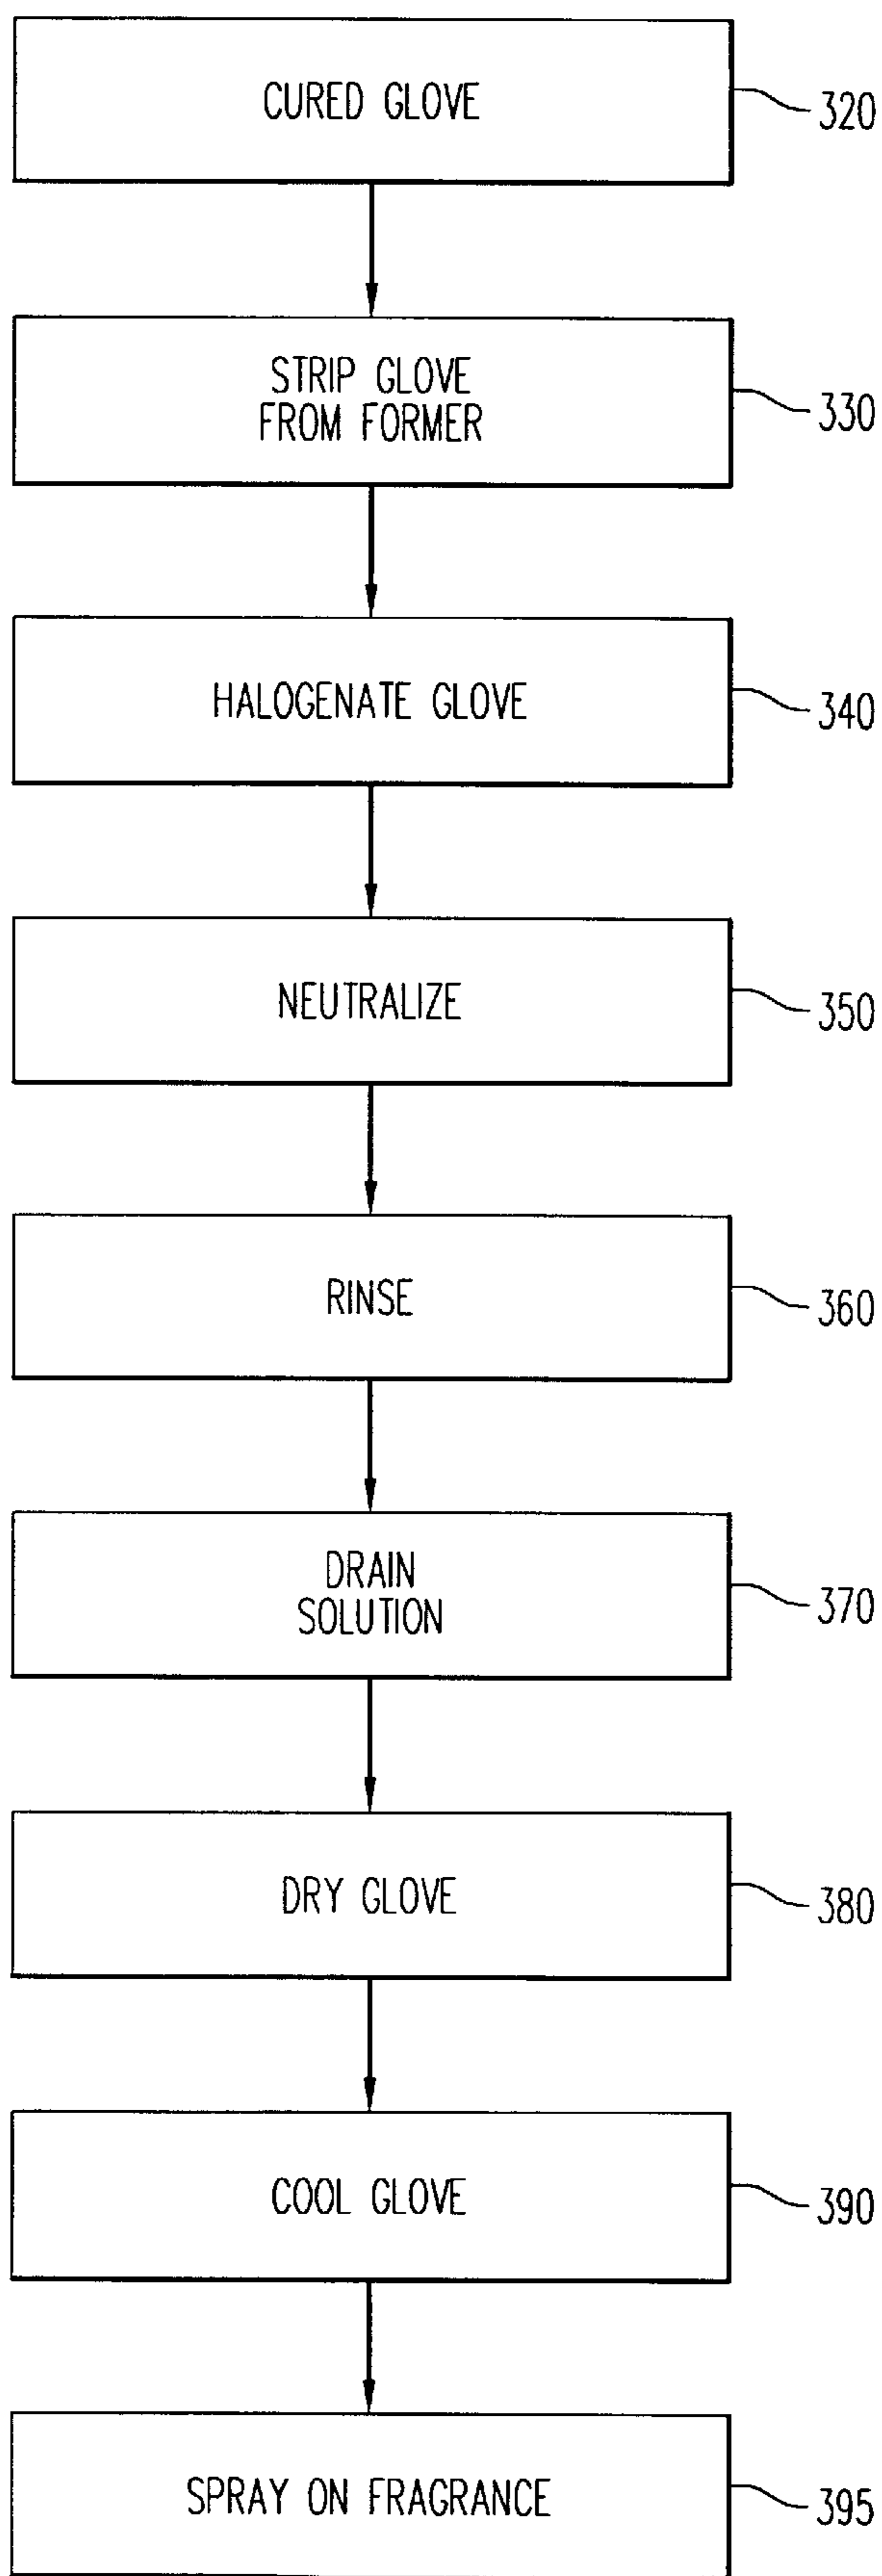 CURED GLOVE
320
STRIP GLOVE
FROM FORMER
330
HALOGENATE GLOVE
340
NEUTRALIZE
350
RINSE
360
DRAIN
SOLUTION
370
DRY GLOVE
380
COOL GLOVE
390
SPRAY ON FRAGRANCE
395